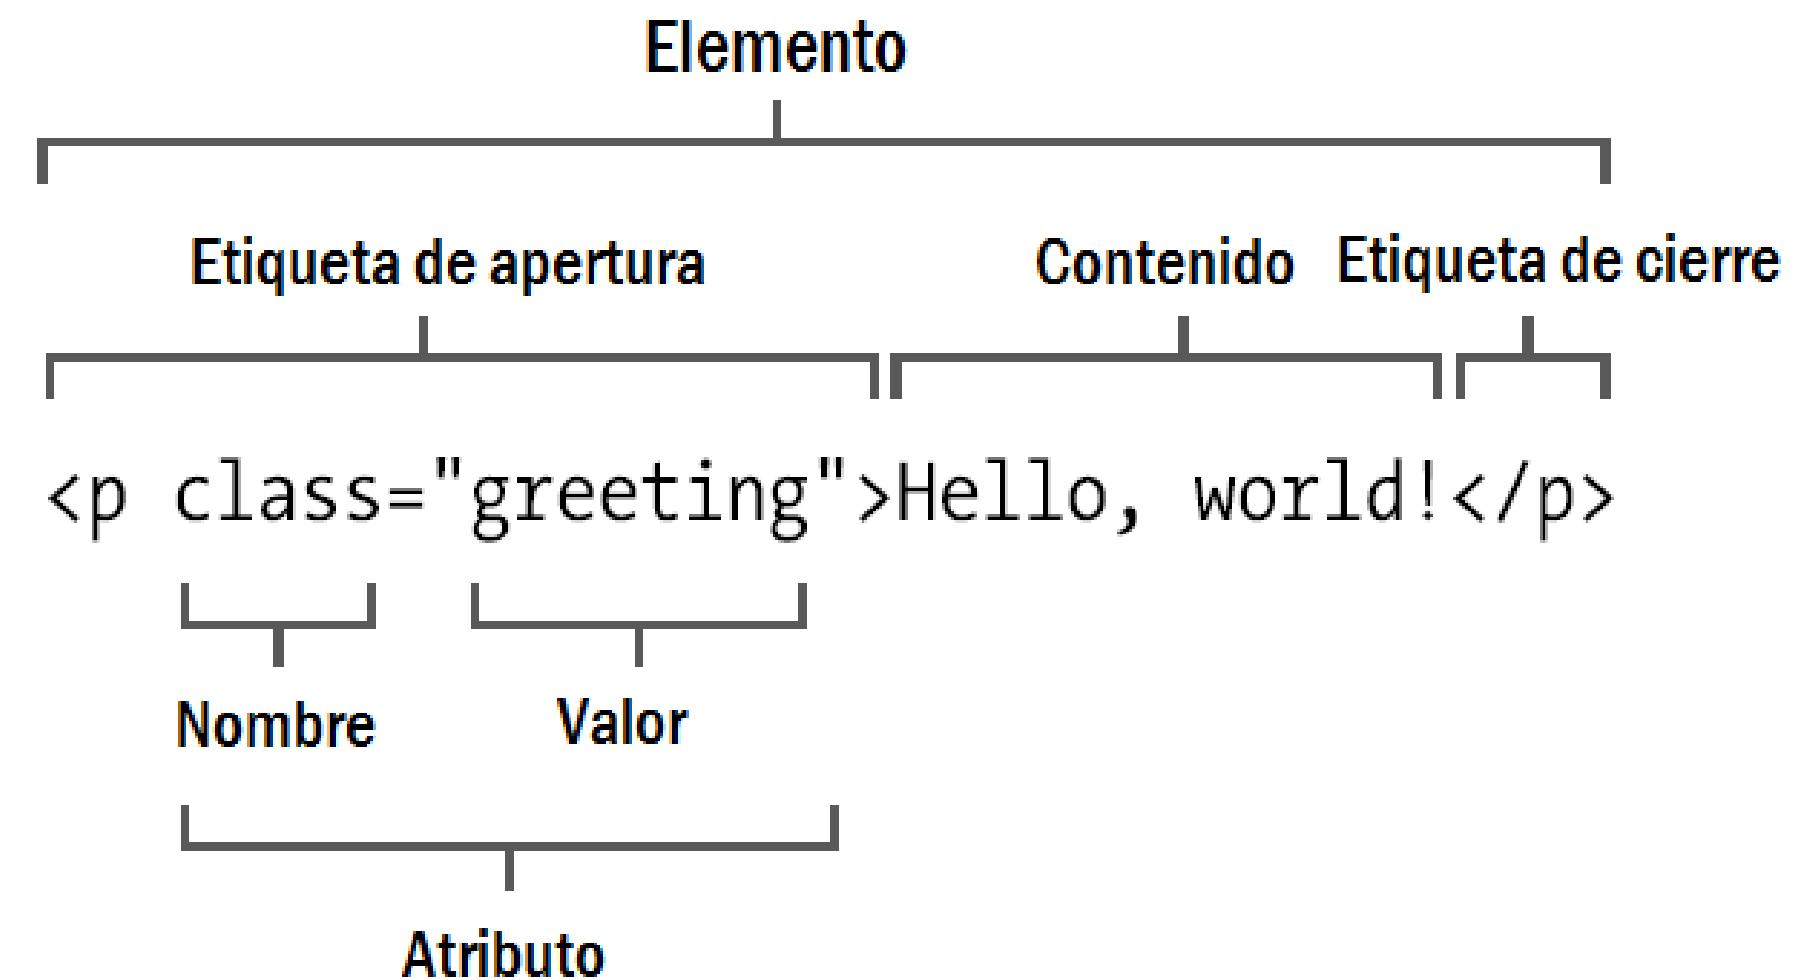 Elemento
Etiqueta de apertura Contenido Etiqueta de cierre
<p class="greeting">Hello, world!</p>
Nombre Valor
Atributo